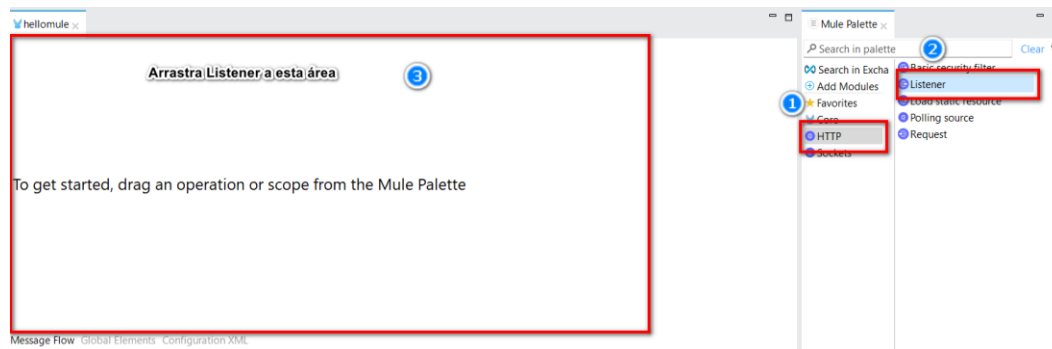 hellomule
Arrastra Listener a esta área
3
To get started, drag an operation or scope from the Mule Palette
Message Flow Global Elements Configuration XML
Mule Palette
Search in palette
2
Clear
Search in Excha
Add Modules
1
Favorites
Core
HTTP
Sockets
Basic security filter
Listener
Load static resource
Polling source
Request